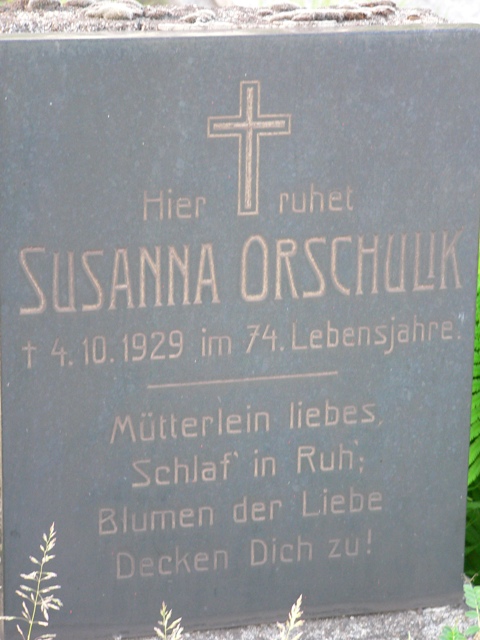 Hier ruhet
SUSANNA ORSCHULIK
† 4.10.1929 im 74. Lebensjahre.
Mütterlein liebes,
Schlaf' in Ruh';
Blumen der Liebe
Decken Dich zu!